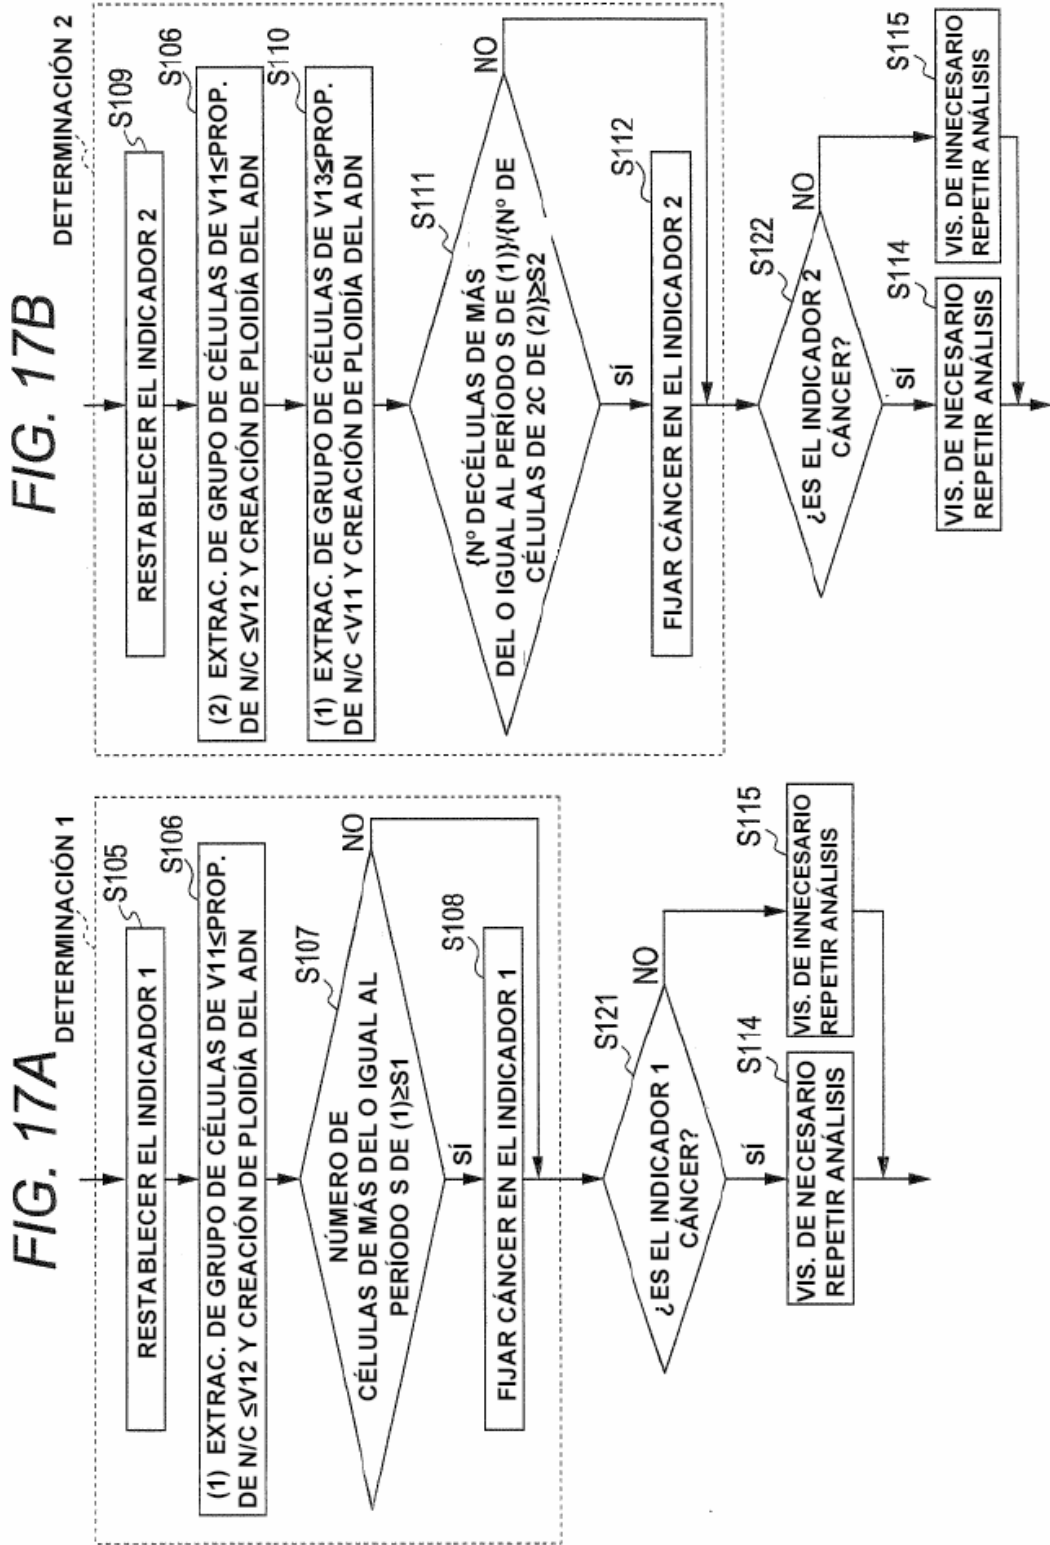 FIG. 17A
DETERMINACIÓN 1
S105
RESTABLECER EL INDICADOR 1
S106
(1) EXTRAC. DE GRUPO DE CÉLULAS DE V11≤PROP.
DE N/C ≤V12 Y CREACIÓN DE PLOIDÍA DEL ADN
S107
NÚMERO DE
CÉLULAS DE MÁS DEL O IGUAL AL
PERÍODO S DE (1)≥S1
NO
SÍ
S108
FIJAR CÁNCER EN EL INDICADOR 1
S121
¿ES EL INDICADOR 1
CÁNCER?
NO
SÍ
S114
VIS. DE NECESARIO
REPETIR ANÁLISIS
S115
VIS. DE INNECESARIO
REPETIR ANÁLISIS
FIG. 17B
DETERMINACIÓN 2
S109
RESTABLECER EL INDICADOR 2
S106
(2) EXTRAC. DE GRUPO DE CÉLULAS DE V11≤PROP.
DE N/C ≤V12 Y CREACIÓN DE PLOIDÍA DEL ADN
S110
(1) EXTRAC. DE GRUPO DE CÉLULAS DE V13≤PROP.
DE N/C <V11 Y CREACIÓN DE PLOIDÍA DEL ADN
S111
{Nº DECÉLULAS DE MÁS
DEL O IGUAL AL PERÍODO S DE (1)}/{Nº DE
CÉLULAS DE 2C DE (2)}≥S2
NO
SÍ
S112
FIJAR CÁNCER EN EL INDICADOR 2
S122
¿ES EL INDICADOR 2
CÁNCER?
NO
SÍ
S114
VIS. DE NECESARIO
REPETIR ANÁLISIS
S115
VIS. DE INNECESARIO
REPETIR ANÁLISIS